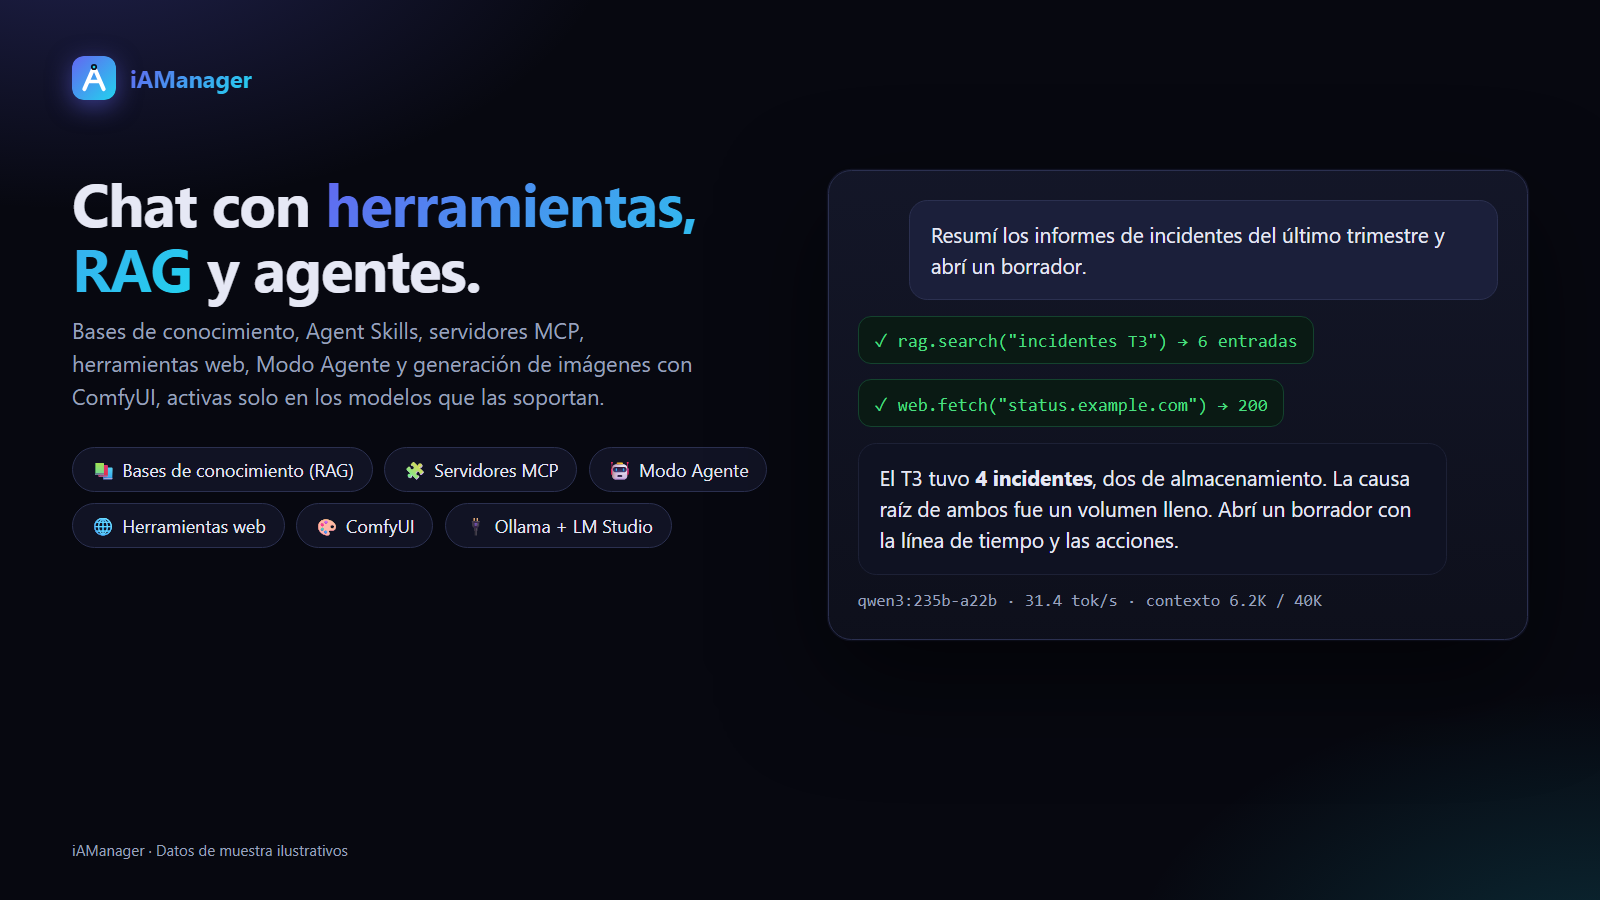 iAManager
Chat con herramientas,
RAG y agentes.
Bases de conocimiento, Agent Skills, servidores MCP,
herramientas web, Modo Agente y generación de imágenes con
ComfyUI, activas solo en los modelos que las soportan.
Bases de conocimiento (RAG)
Servidores MCP
Modo Agente
Herramientas web
ComfyUI
Ollama + LM Studio
Resumí los informes de incidentes del último trimestre y
abrí un borrador.
✓ rag.search("incidentes T3") → 6 entradas
✓ web.fetch("status.example.com") → 200
El T3 tuvo 4 incidentes, dos de almacenamiento. La causa
raíz de ambos fue un volumen lleno. Abrí un borrador con
la línea de tiempo y las acciones.
qwen3:235b-a22b · 31.4 tok/s · contexto 6.2K / 40K
iAManager · Datos de muestra ilustrativos